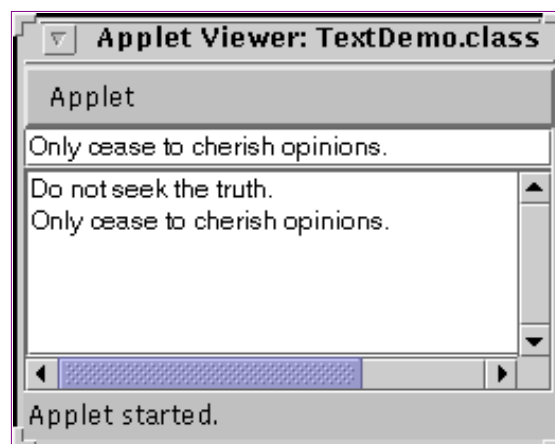 Applet Viewer: TextDemo.class
Applet
Only cease to cherish opinions.
Do not seek the truth.
Only cease to cherish opinions.
Applet started.